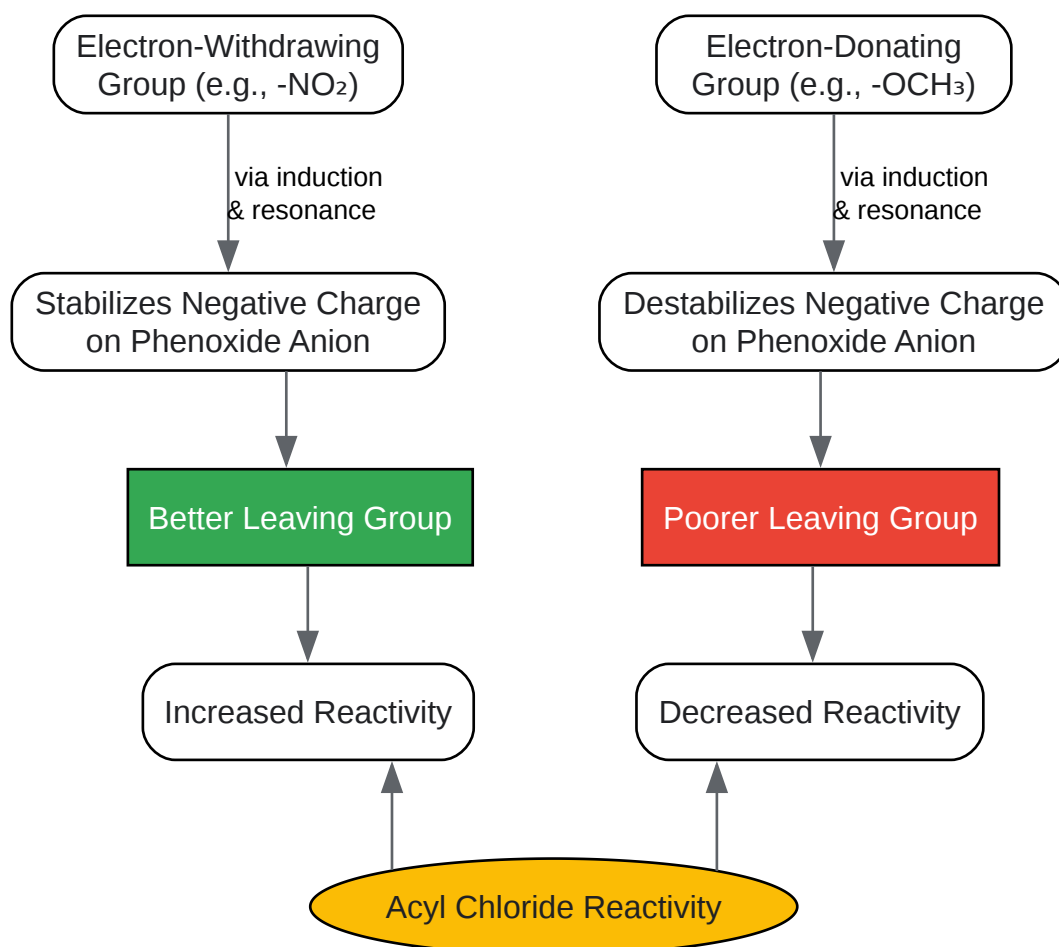 Electron-Withdrawing
Group (e.g., -NO₂)
Electron-Donating
Group (e.g., -OCH₃)
via induction
& resonance
via induction
& resonance
Stabilizes Negative Charge
on Phenoxide Anion
Destabilizes Negative Charge
on Phenoxide Anion
Better Leaving Group
Poorer Leaving Group
Increased Reactivity
Decreased Reactivity
Acyl Chloride Reactivity